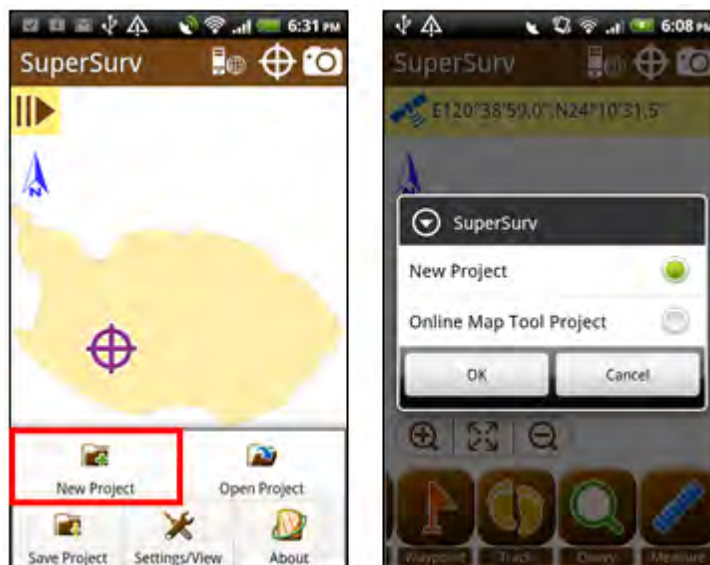 6:31 PM
SuperSurv
N
New Project
Open Project
Save Project
Settings/View
About
6:08 PM
SuperSurv
E120°38'59.0",N24°10'31.5"
N
SuperSurv
New Project
Online Map Tool Project
OK
Cancel
Waypoint
Track
Query
Measure